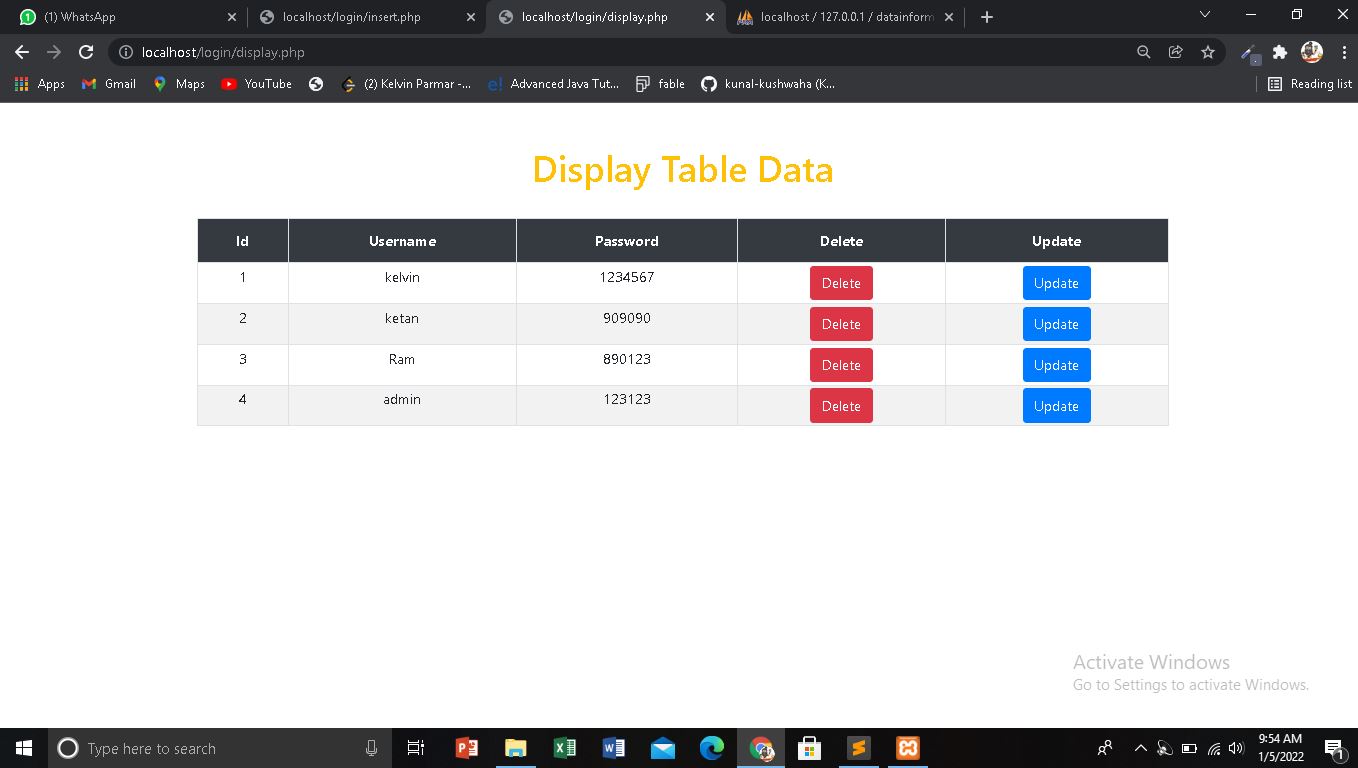 (1) WhatsApp localhost/login/insert.php localhost/login/display.php localhost / 127.0.0.1 / datainform
localhost/login/display.php
Apps Gmail Maps YouTube (2) Kelvin Parmar -... Advanced Java Tut... fable kunal-kushwaha (K... Reading list
Display Table Data
Id Username Password Delete Update
1 kelvin 1234567 Delete Update
2 ketan 909090 Delete Update
3 Ram 890123 Delete Update
4 admin 123123 Delete Update
Activate Windows
Go to Settings to activate Windows.
Type here to search 9:54 AM
1/5/2022 1